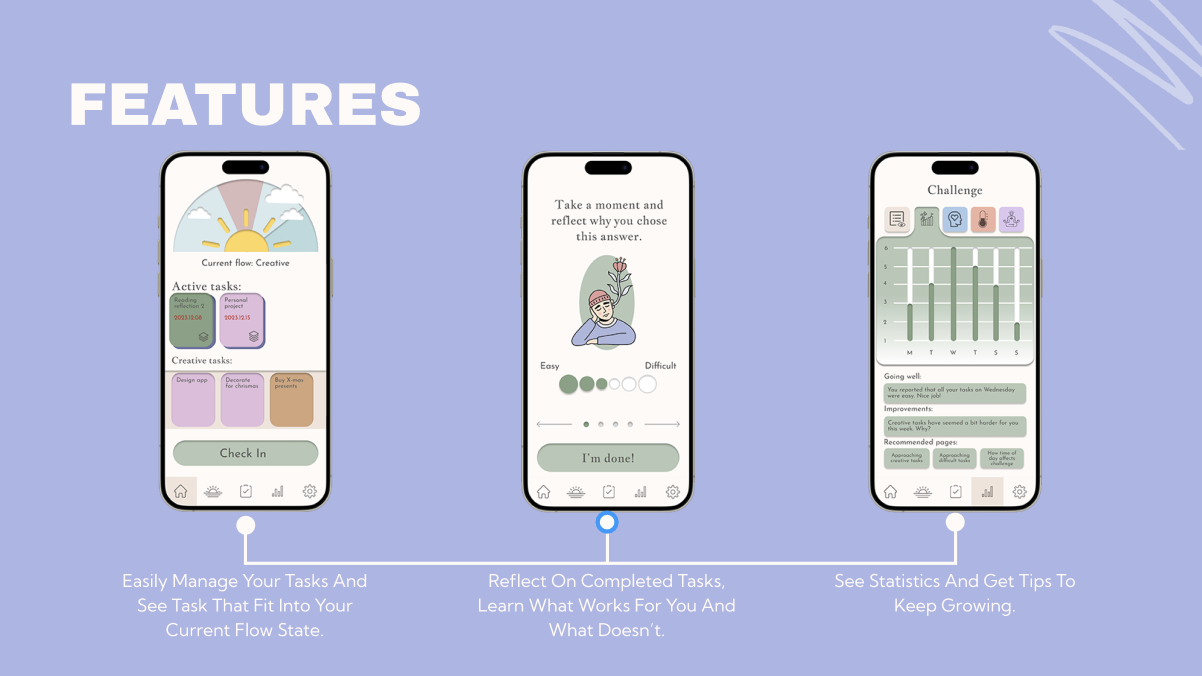 FEATURES
Current flow: Creative
Active tasks:
Reading
reflection 2
2023.12.08
Personal
project
2023.12.15
Creative tasks:
Design app
Decorate
for chrismas
Buy X-mas
presents
Check In
Take a moment and
reflect why you chose
this answer.
Easy
Difficult
I'm done!
Challenge
6
5
4
3
2
1
M T W T S S
Going well:
You reported that all your tasks on Wednesday
were easy. Nice job!
Improvements:
Creative tasks have seemed a bit harder for you
this week. Why?
Recommended pages:
Approaching
creative tasks
Approaching
difficult tasks
How time of
day affects
challenge
Easily Manage Your Tasks And
See Task That Fit Into Your
Current Flow State.
Reflect On Completed Tasks,
Learn What Works For You And
What Doesn't.
See Statistics And Get Tips To
Keep Growing.